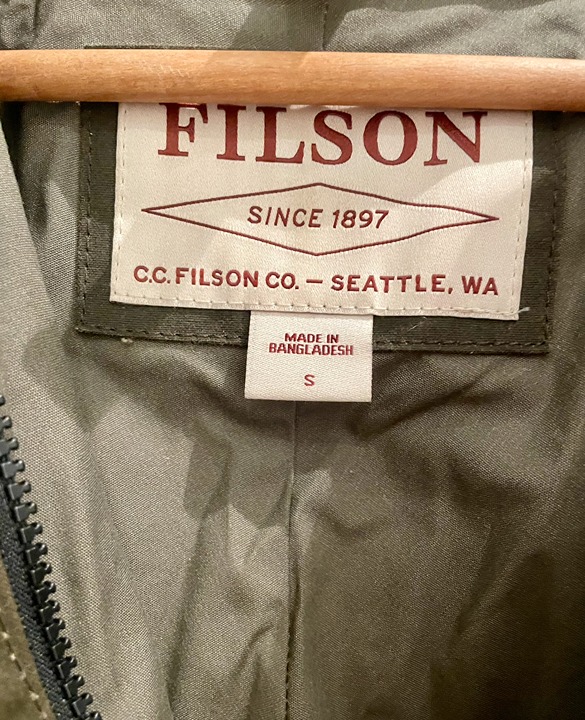 FILSON
SINCE 1897
C.C. FILSON CO. — SEATTLE, WA
MADE IN
BANGLADESH
S